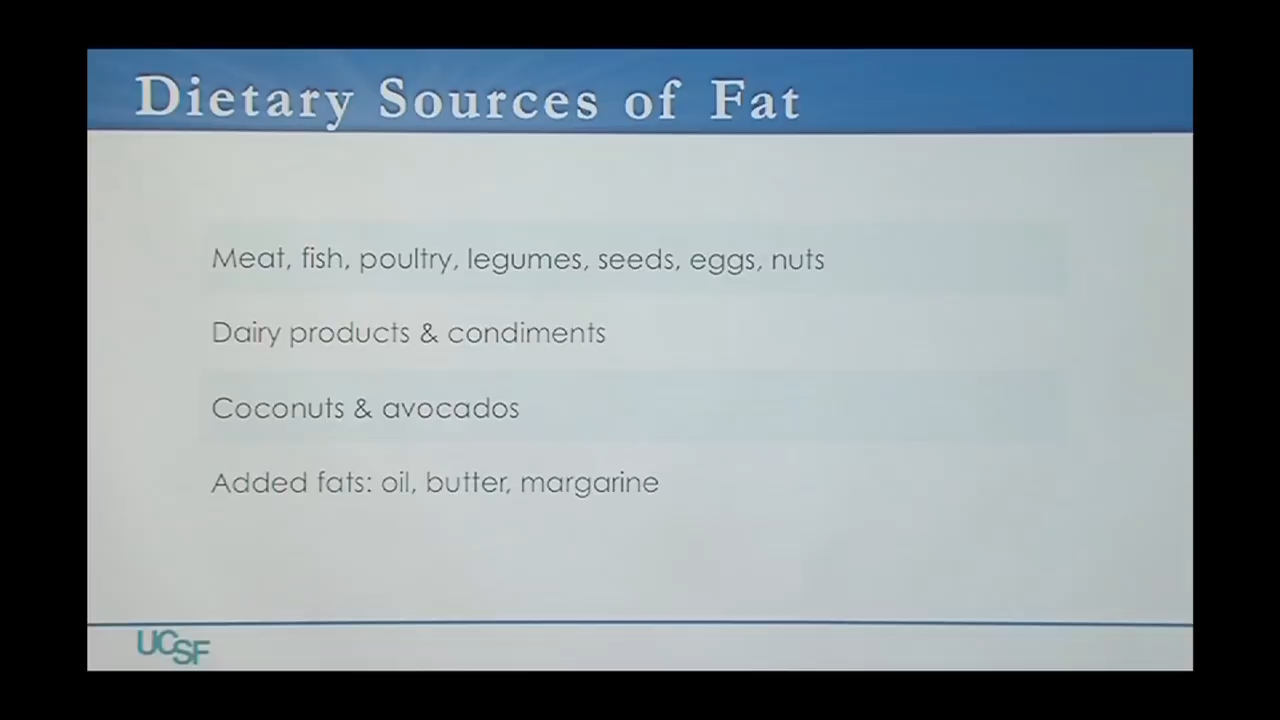 Dietary Sources of Fat
Meat, fish, poultry, legumes, seeds, eggs, nuts
Dairy products & condiments
Coconuts & avocados
Added fats: oil, butter, margarine
UCSF